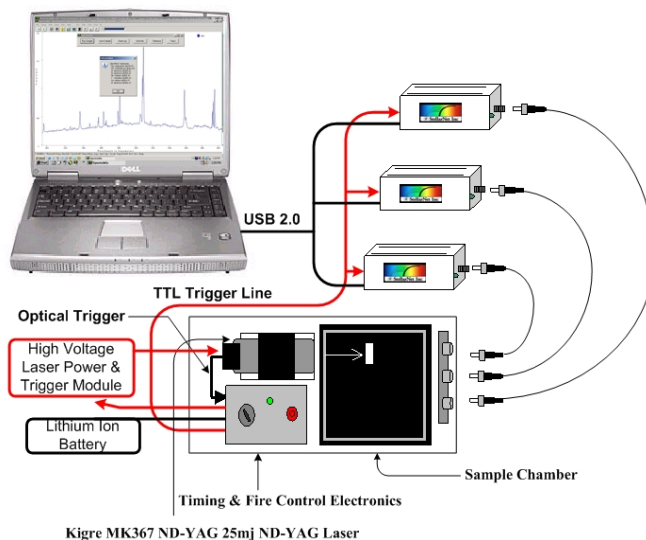 DELL
USB 2.0
TTL Trigger Line
Optical Trigger
High Voltage
Laser Power &
Trigger Module
Lithium Ion
Battery
Sample Chamber
Timing & Fire Control Electronics
Kigre MK367 ND-YAG 25mj ND-YAG Laser